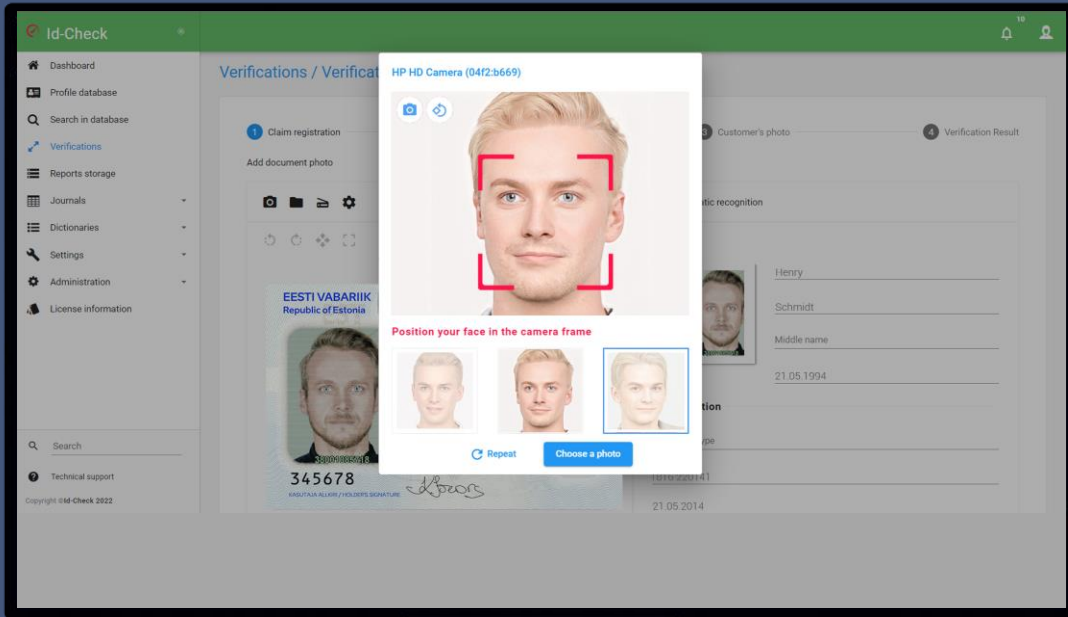 Id-Check
10
Dashboard
Profile database
Search in database
Verifications
Reports storage
Journals
Dictionaries
Settings
Administration
License information
Search
Technical support
Copyright ©Id-Check 2022
Verifications / Verificat
1 Claim registration
3 Customer's photo
4 Verification Result
Add document photo
tic recognition
EESTI VABARIIK
Republic of Estonia
345678
KASUTAJA ALLKIRI / HOLDER'S SIGNATURE
HP HD Camera (04f2:b669)
Position your face in the camera frame
Repeat
Choose a photo
Henry
Schmidt
Middle name
21.05.1994
tion
ype
21.05.2014